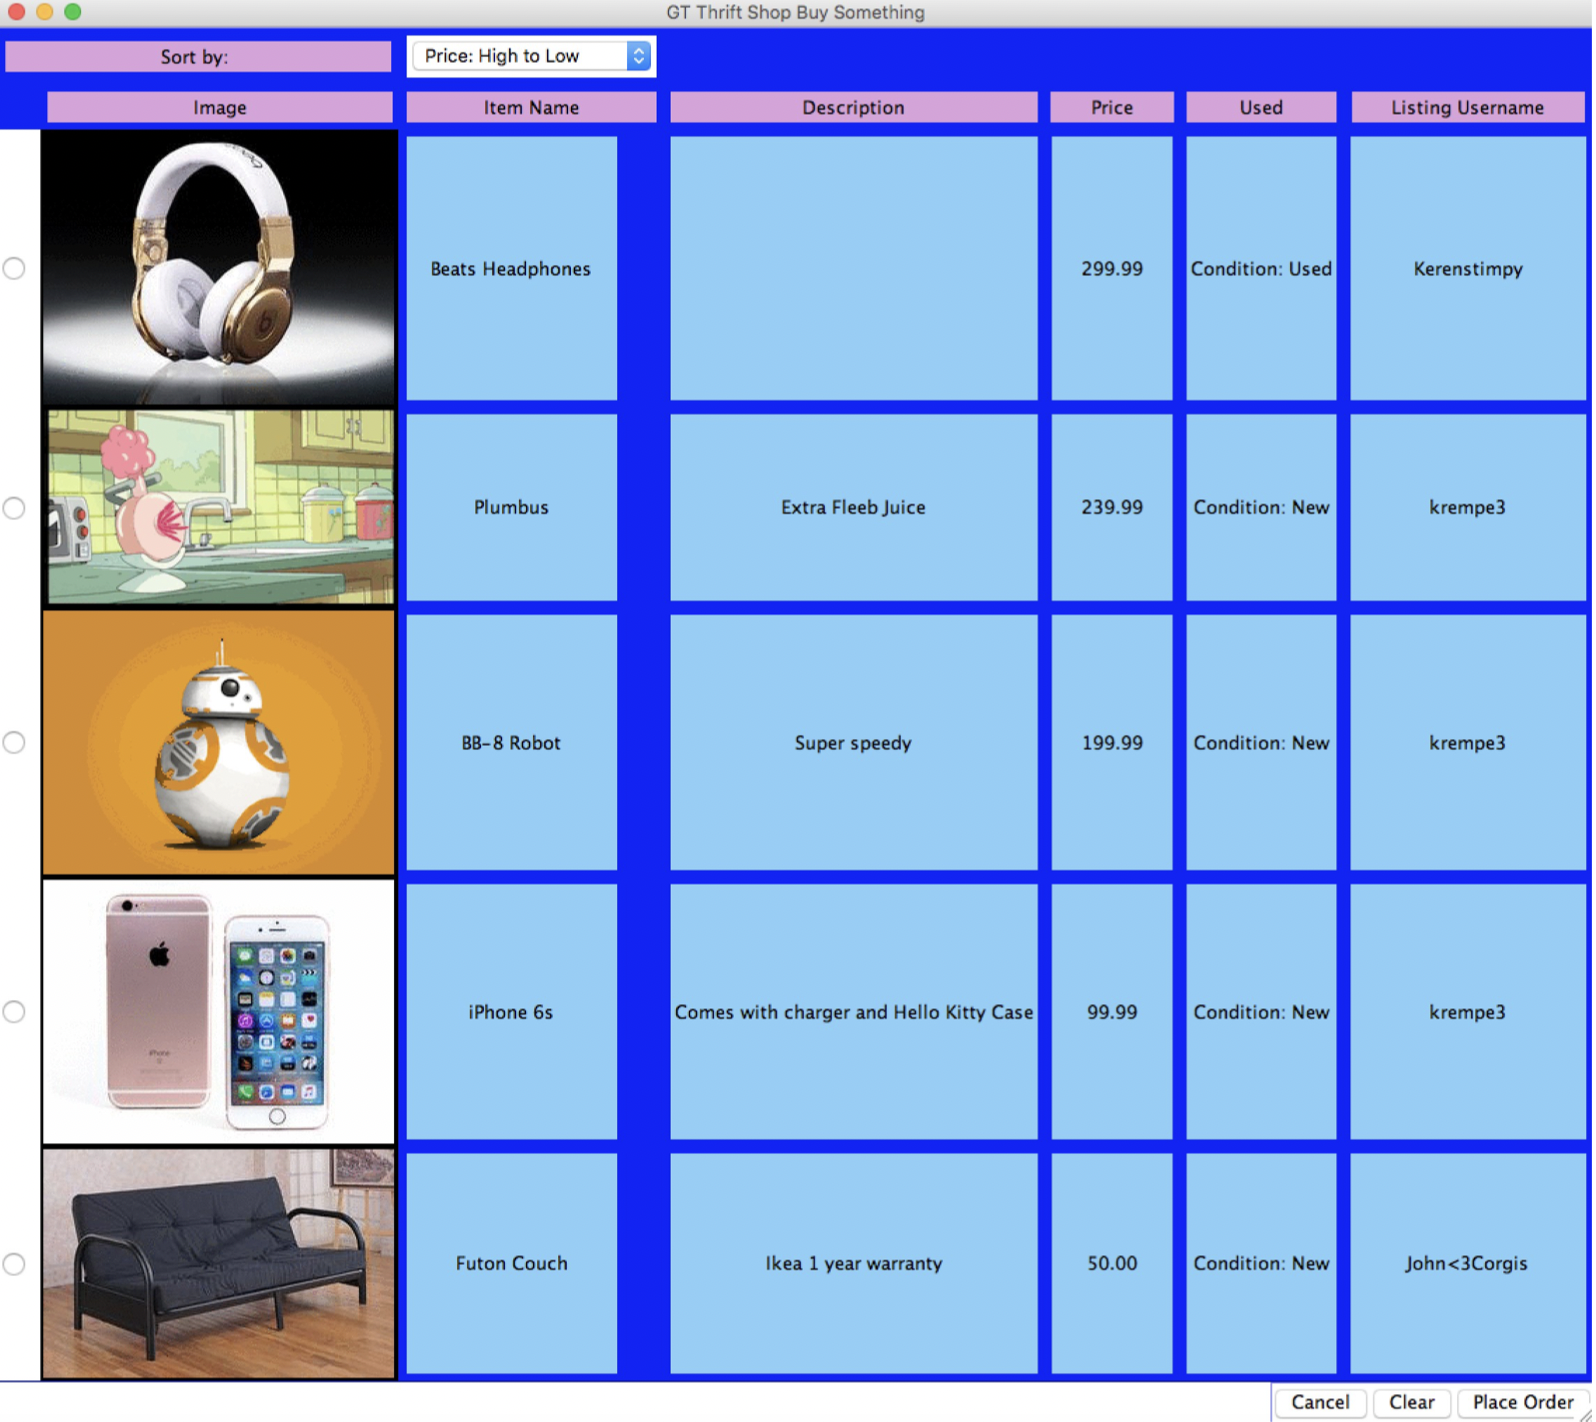 GT Thrift Shop Buy Something
Sort by: Price: High to Low
Image Item Name Description Price Used Listing Username
Beats Headphones 299.99 Condition: Used Kerenstimpy
Plumbus Extra Fleeb Juice 239.99 Condition: New krempe3
BB-8 Robot Super speedy 199.99 Condition: New krempe3
iPhone 6s Comes with charger and Hello Kitty Case 99.99 Condition: New krempe3
iPhone
Futon Couch Ikea 1 year warranty 50.00 Condition: New John<3Corgis
Cancel Clear Place Order